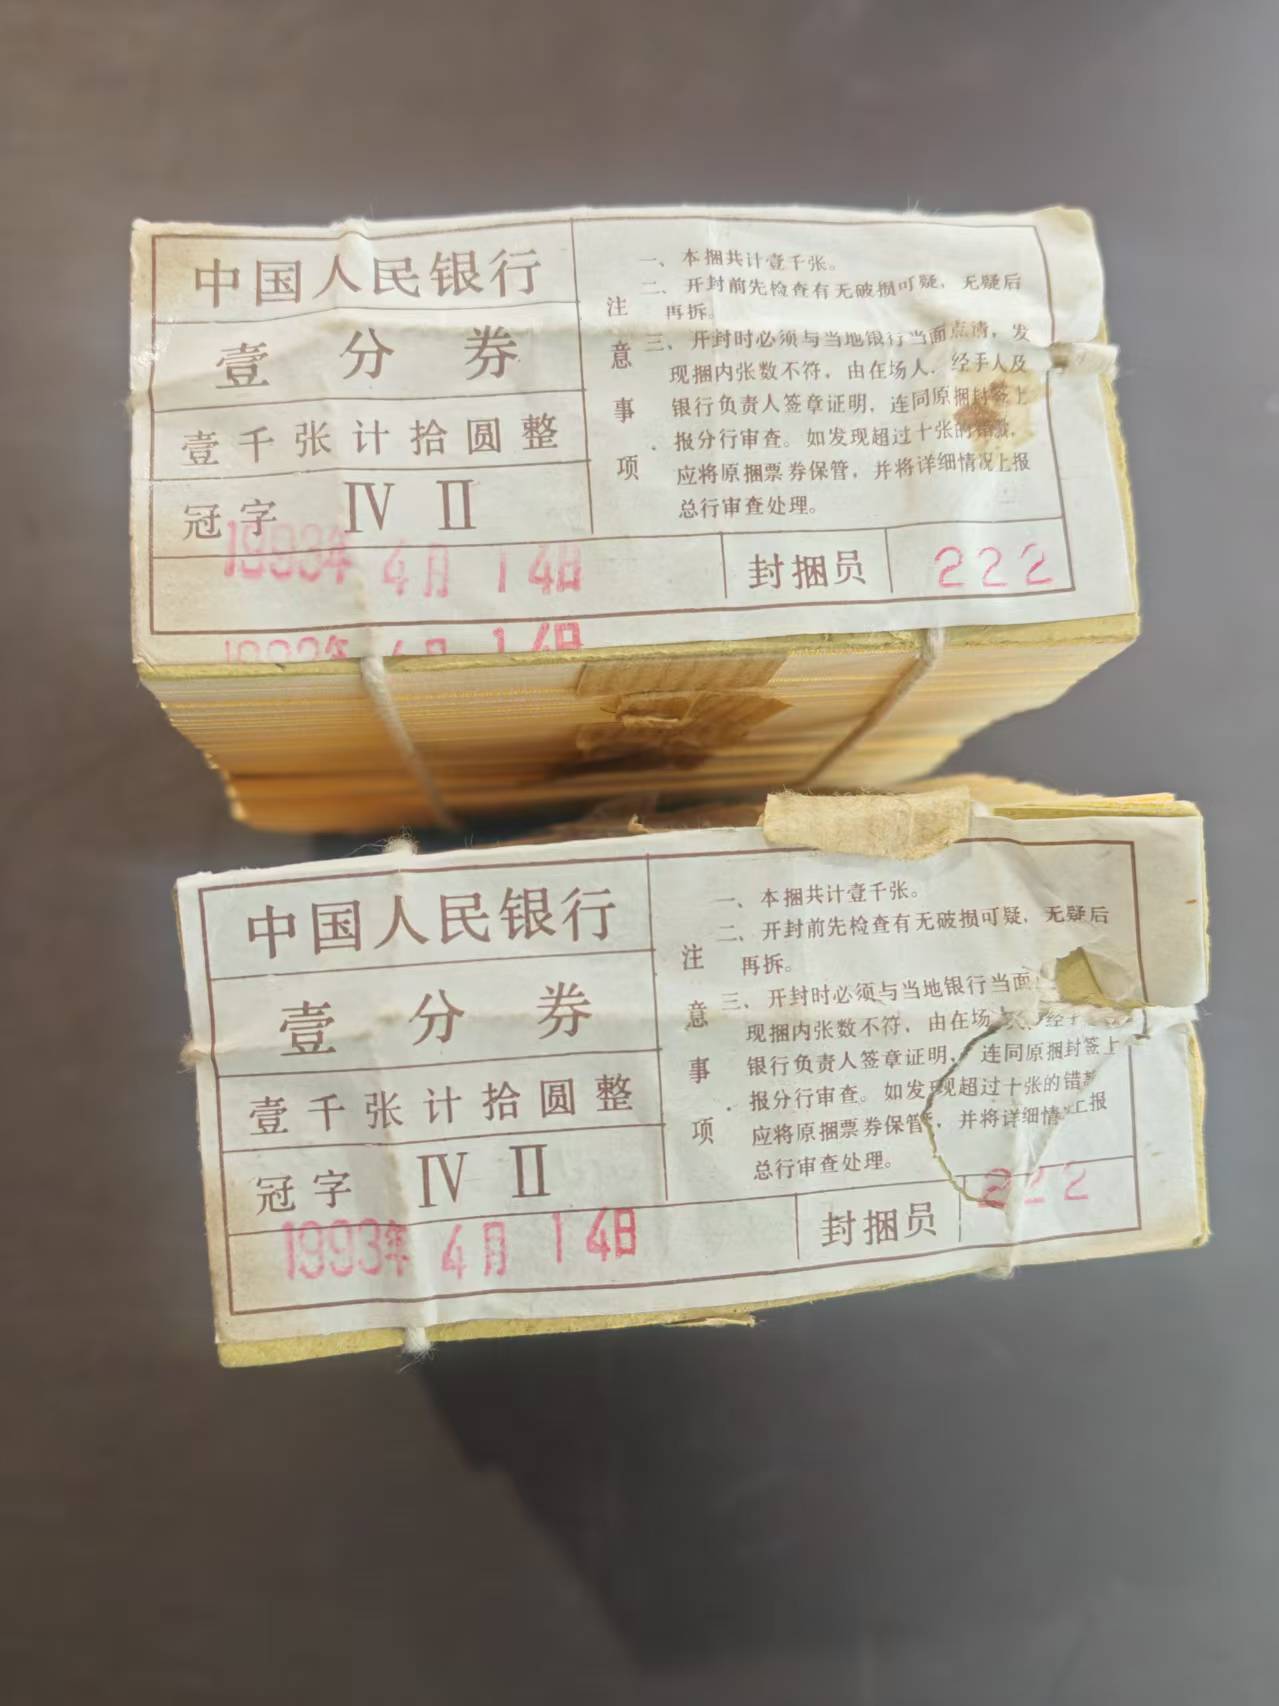 中国人民银行
壹分券
壹千张计拾圆整
冠字 Ⅳ Ⅱ
1993年 4月 14日
注意事项
一、本捆共计壹千张。
二、开封前先检查有无破损可疑，无疑后
再拆。
三、开封时必须与当地银行当面点清，发
现捆内张数不符，由在场人、经手人及
银行负责人签章证明，连同原捆封签上
报分行审查。如发现超过十张的错款，
应将原捆票券保管，并将详细情况上报
总行审查处理。
封捆员 222
1993年 4月 14日
中国人民银行
壹分券
壹千张计拾圆整
冠字 Ⅳ Ⅱ
1993年 4月 14日
注意事项
一、本捆共计壹千张。
二、开封前先检查有无破损可疑，无疑后
再拆。
三、开封时必须与当地银行当面
现捆内张数不符，由在场 经
银行负责人签章证明，连同原捆封签上
报分行审查。如发现超过十张的错
应将原捆票券保管，并将详细情 上报
总行审查处理。
封捆员 222